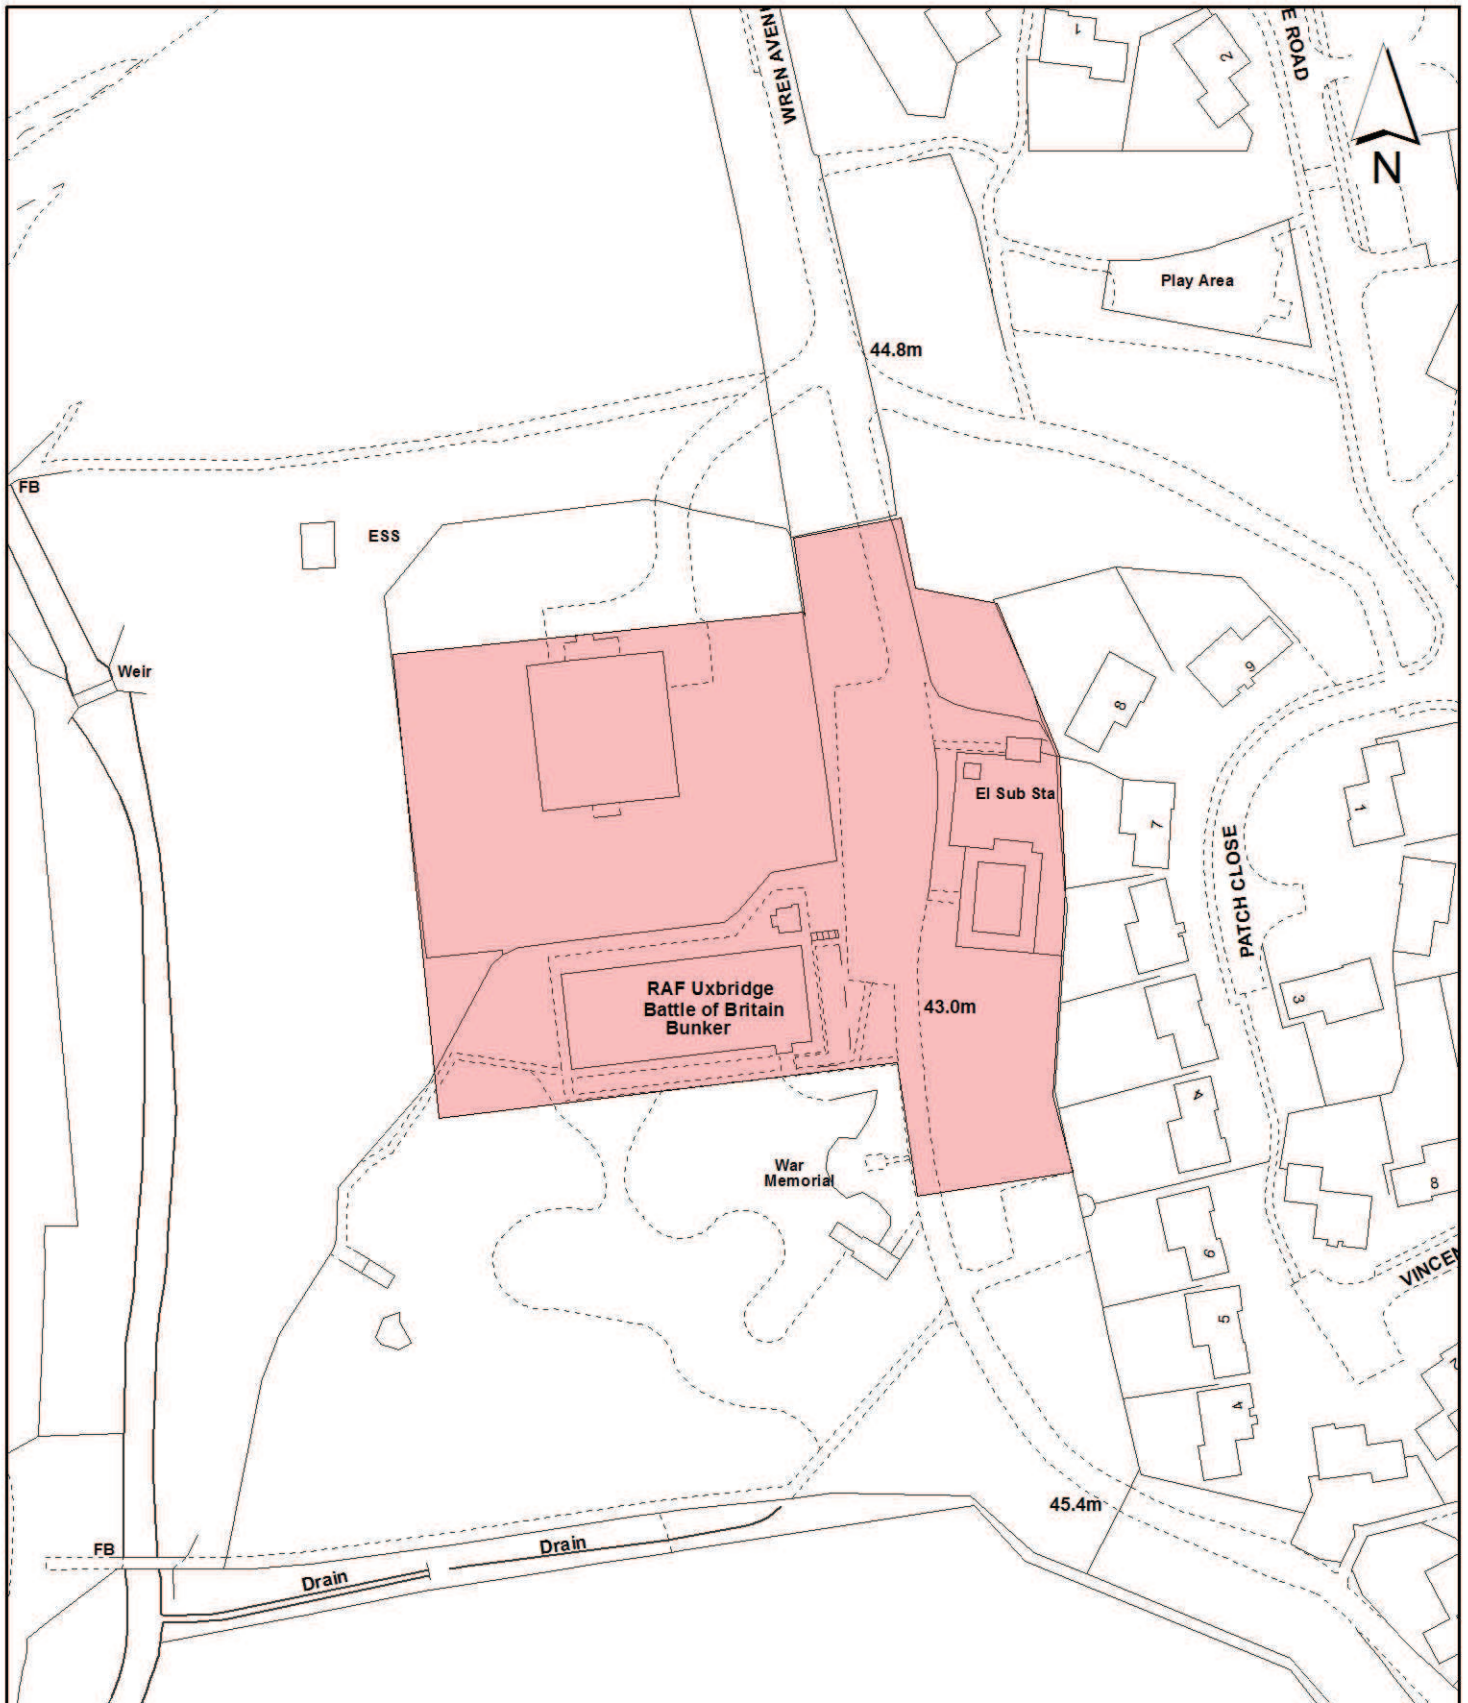 WREN AVEN
E ROAD
1
2
N
Play Area
44.8m
FB
ESS
Weir
8
9
El Sub Sta
7
1
PATCH CLOSE
RAF Uxbridge
Battle of Britain
Bunker
43.0m
3
4
War
Memorial
8
6
VINCEN
5
2
4
45.4m
FB
Drain
Drain